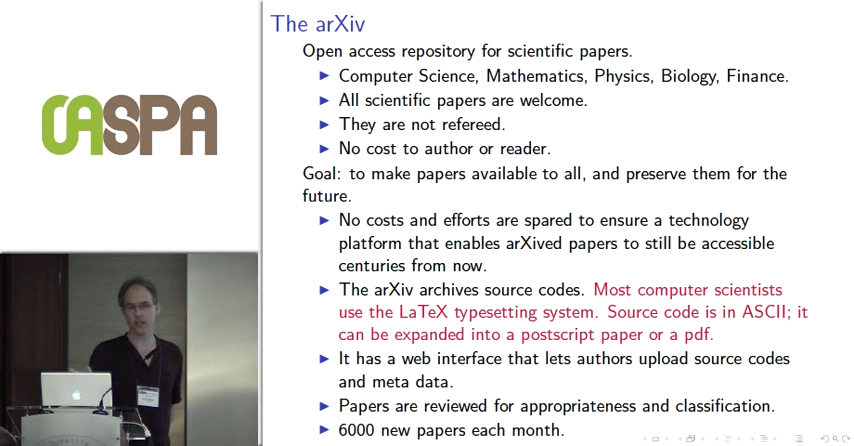 OASPA
The arXiv
Open access repository for scientific papers.
Computer Science, Mathematics, Physics, Biology, Finance.
All scientific papers are welcome.
They are not refereed.
No cost to author or reader.
Goal: to make papers available to all, and preserve them for the
future.
No costs and efforts are spared to ensure a technology
platform that enables arXived papers to still be accessible
centuries from now.
The arXiv archives source codes. Most computer scientists
use the LaTeX typesetting system. Source code is in ASCII; it
can be expanded into a postscript paper or a pdf.
It has a web interface that lets authors upload source codes
and meta data.
Papers are reviewed for appropriateness and classification.
6000 new papers each month.